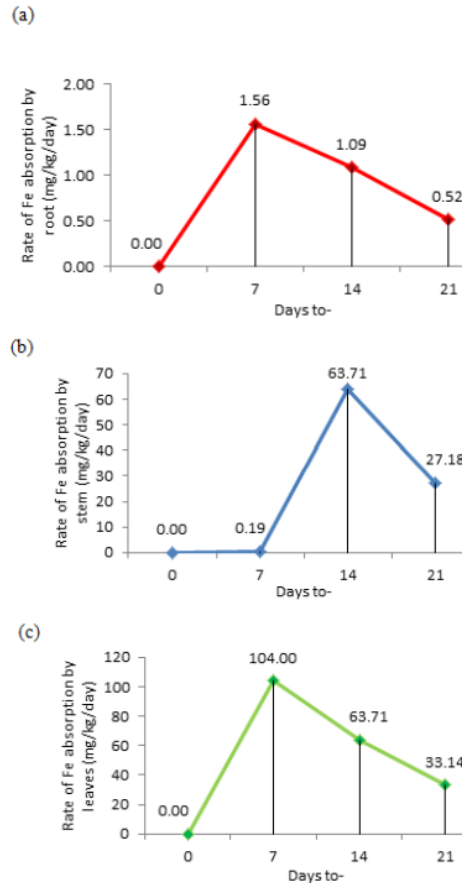 (a)
Rate of Fe absorption by
root (mg/kg/day)
2.00
1.50
1.00
0.50
0.00
0.00
1.56
1.09
0.52
0 7 14 21
Days to-
(b)
Rate of Fe absorption by
stem (mg/kg/day)
70
60
50
40
30
20
10
0
0.00
0.19
63.71
27.18
0 7 14 21
Days to-
(c)
Rate of Fe absorption by
leaves (mg/kg/day)
120
100
80
60
40
20
0
0.00
104.00
63.71
33.14
0 7 14 21
Days to-